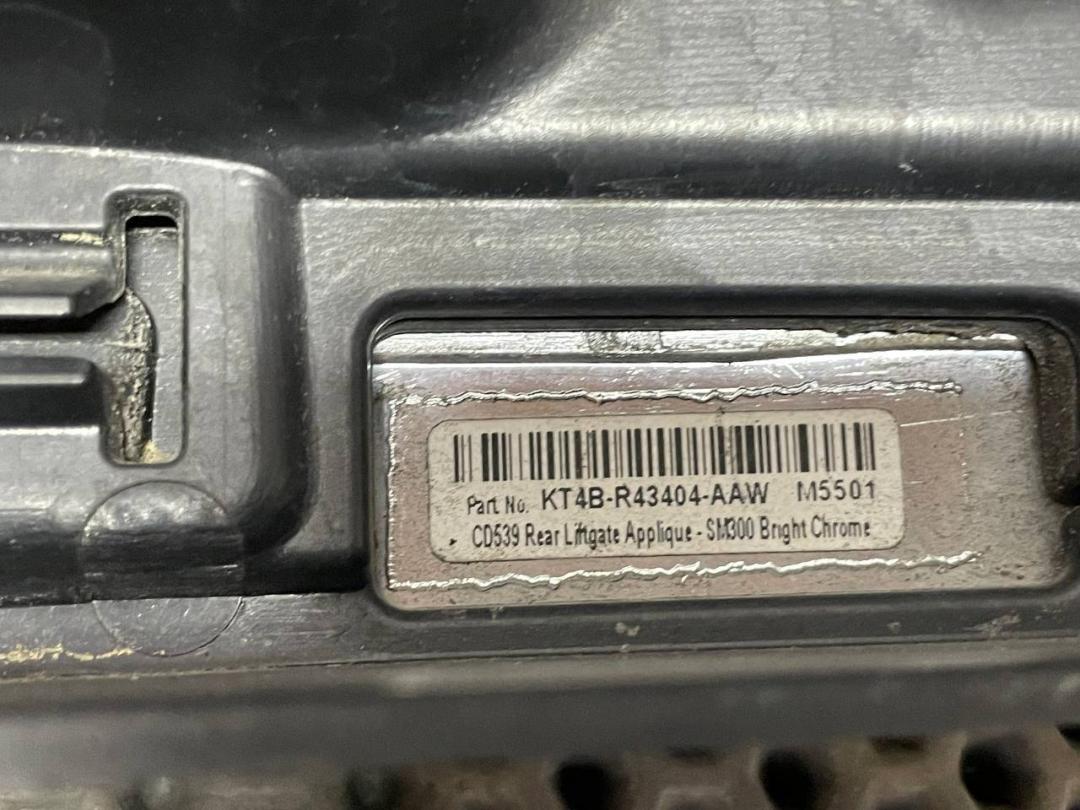 Part No. KT4B-R43404-AAW M5501
CD539 Rear Liftgate Applique - SM300 Bright Chrome